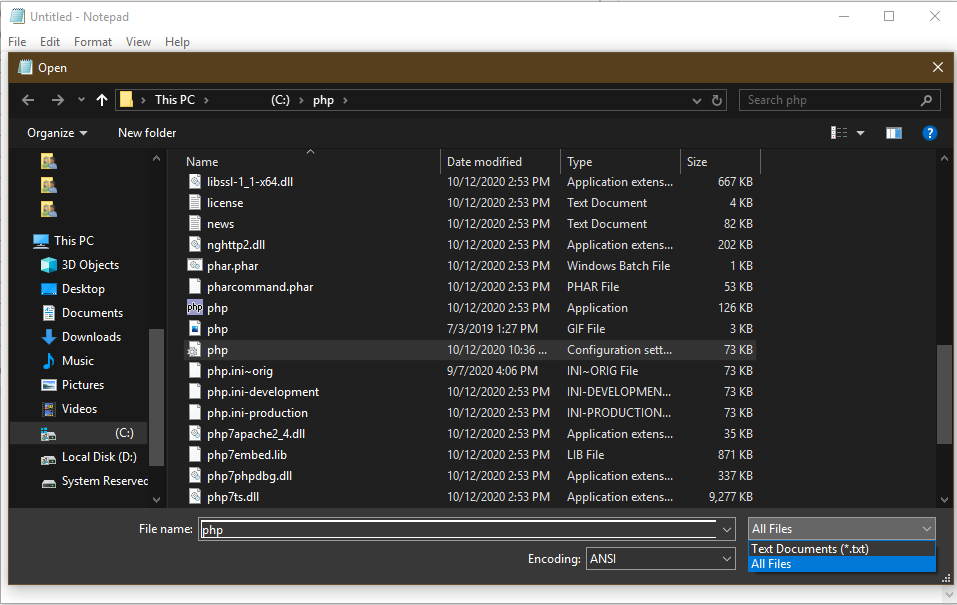 Untitled - Notepad
File Edit Format View Help
Open
This PC (C:) php
Search php
Organize New folder
?
Name Date modified Type Size
libssl-1_1-x64.dll 10/12/2020 2:53 PM Application extens... 667 KB
license 10/12/2020 2:53 PM Text Document 4 KB
news 10/12/2020 2:53 PM Text Document 82 KB
nghttp2.dll 10/12/2020 2:53 PM Application extens... 202 KB
phar.phar 10/12/2020 2:53 PM Windows Batch File 1 KB
pharcommand.phar 10/12/2020 2:53 PM PHAR File 53 KB
php php 10/12/2020 2:53 PM Application 126 KB
php 7/3/2019 1:27 PM GIF File 3 KB
php 10/12/2020 10:36 ... Configuration sett... 73 KB
php.ini~orig 9/7/2020 4:06 PM INI~ORIG File 73 KB
php.ini-development 10/12/2020 2:53 PM INI-DEVELOPMEN... 73 KB
php.ini-production 10/12/2020 2:53 PM INI-PRODUCTION... 73 KB
php7apache2_4.dll 10/12/2020 2:53 PM Application extens... 35 KB
php7embed.lib 10/12/2020 2:53 PM LIB File 871 KB
php7phpdbg.dll 10/12/2020 2:53 PM Application extens... 337 KB
php7ts.dll 10/12/2020 2:53 PM Application extens... 9,277 KB
This PC
3D Objects
Desktop
Documents
Downloads
Music
Pictures
Videos
(C:)
Local Disk (D:)
System Reserved
File name: php
All Files
Text Documents (*.txt)
All Files
Encoding: ANSI